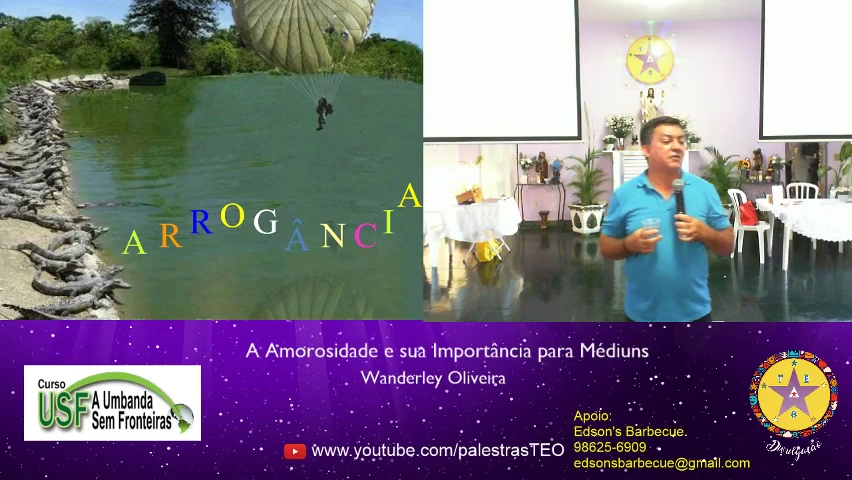 ARROGÂNCIA
A Amorosidade e sua Importância para Médiuns
Wanderley Oliveira
Curso
USF A Umbanda
Sem Fronteiras
www.youtube.com/palestrasTEO
Apoio:
Edson's Barbecue.
98625-6909
edsonsbarbecue@gmail.com
T E A B
Divulgação